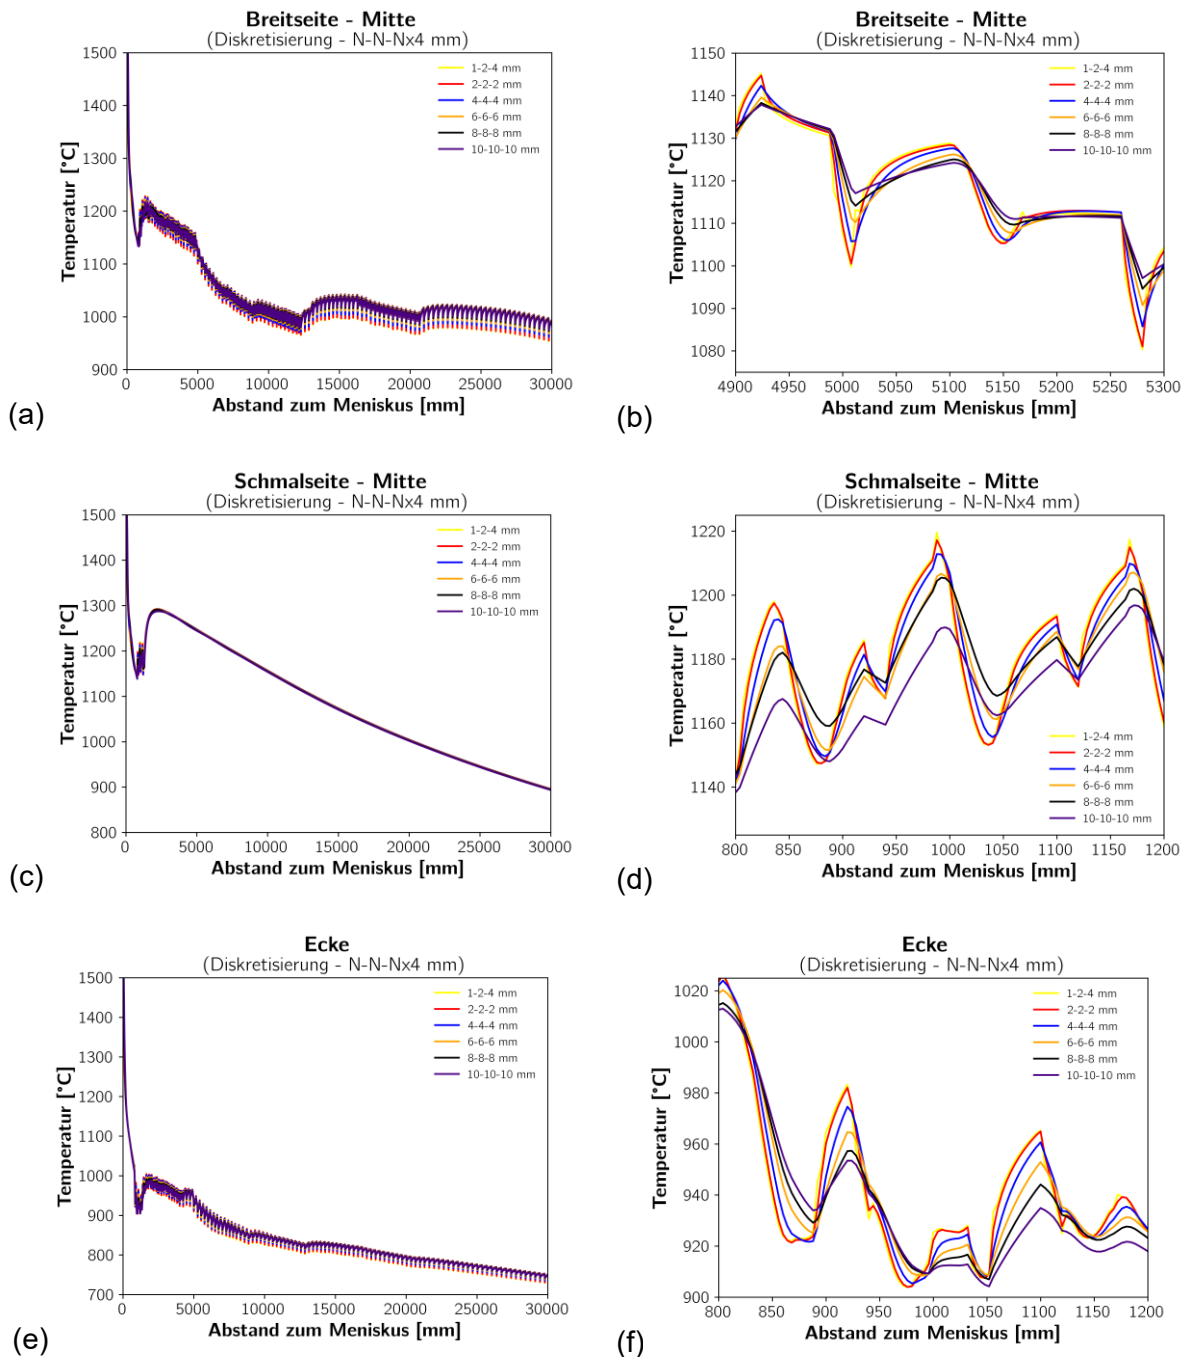 Breitseite - Mitte
(Diskretisierung - N-N-Nx4 mm)
1500
1400
1300
1200
1100
1000
900
Temperatur [°C]
1-2-4 mm
2-2-2 mm
4-4-4 mm
6-6-6 mm
8-8-8 mm
10-10-10 mm
0 5000 10000 15000 20000 25000 30000
Abstand zum Meniskus [mm]
(a)
Breitseite - Mitte
(Diskretisierung - N-N-Nx4 mm)
1150
1140
1130
1120
1110
1100
1090
1080
Temperatur [°C]
1-2-4 mm
2-2-2 mm
4-4-4 mm
6-6-6 mm
8-8-8 mm
10-10-10 mm
4900 4950 5000 5050 5100 5150 5200 5250 5300
Abstand zum Meniskus [mm]
(b)
Schmalseite - Mitte
(Diskretisierung - N-N-Nx4 mm)
1500
1400
1300
1200
1100
1000
900
800
Temperatur [°C]
1-2-4 mm
2-2-2 mm
4-4-4 mm
6-6-6 mm
8-8-8 mm
10-10-10 mm
0 5000 10000 15000 20000 25000 30000
Abstand zum Meniskus [mm]
(c)
Schmalseite - Mitte
(Diskretisierung - N-N-Nx4 mm)
1220
1200
1180
1160
1140
Temperatur [°C]
1-2-4 mm
2-2-2 mm
4-4-4 mm
6-6-6 mm
8-8-8 mm
10-10-10 mm
800 850 900 950 1000 1050 1100 1150 1200
Abstand zum Meniskus [mm]
(d)
Ecke
(Diskretisierung - N-N-Nx4 mm)
1500
1400
1300
1200
1100
1000
900
800
700
Temperatur [°C]
1-2-4 mm
2-2-2 mm
4-4-4 mm
6-6-6 mm
8-8-8 mm
10-10-10 mm
0 5000 10000 15000 20000 25000 30000
Abstand zum Meniskus [mm]
(e)
Ecke
(Diskretisierung - N-N-Nx4 mm)
1020
1000
980
960
940
920
900
Temperatur [°C]
1-2-4 mm
2-2-2 mm
4-4-4 mm
6-6-6 mm
8-8-8 mm
10-10-10 mm
800 850 900 950 1000 1050 1100 1150 1200
Abstand zum Meniskus [mm]
(f)